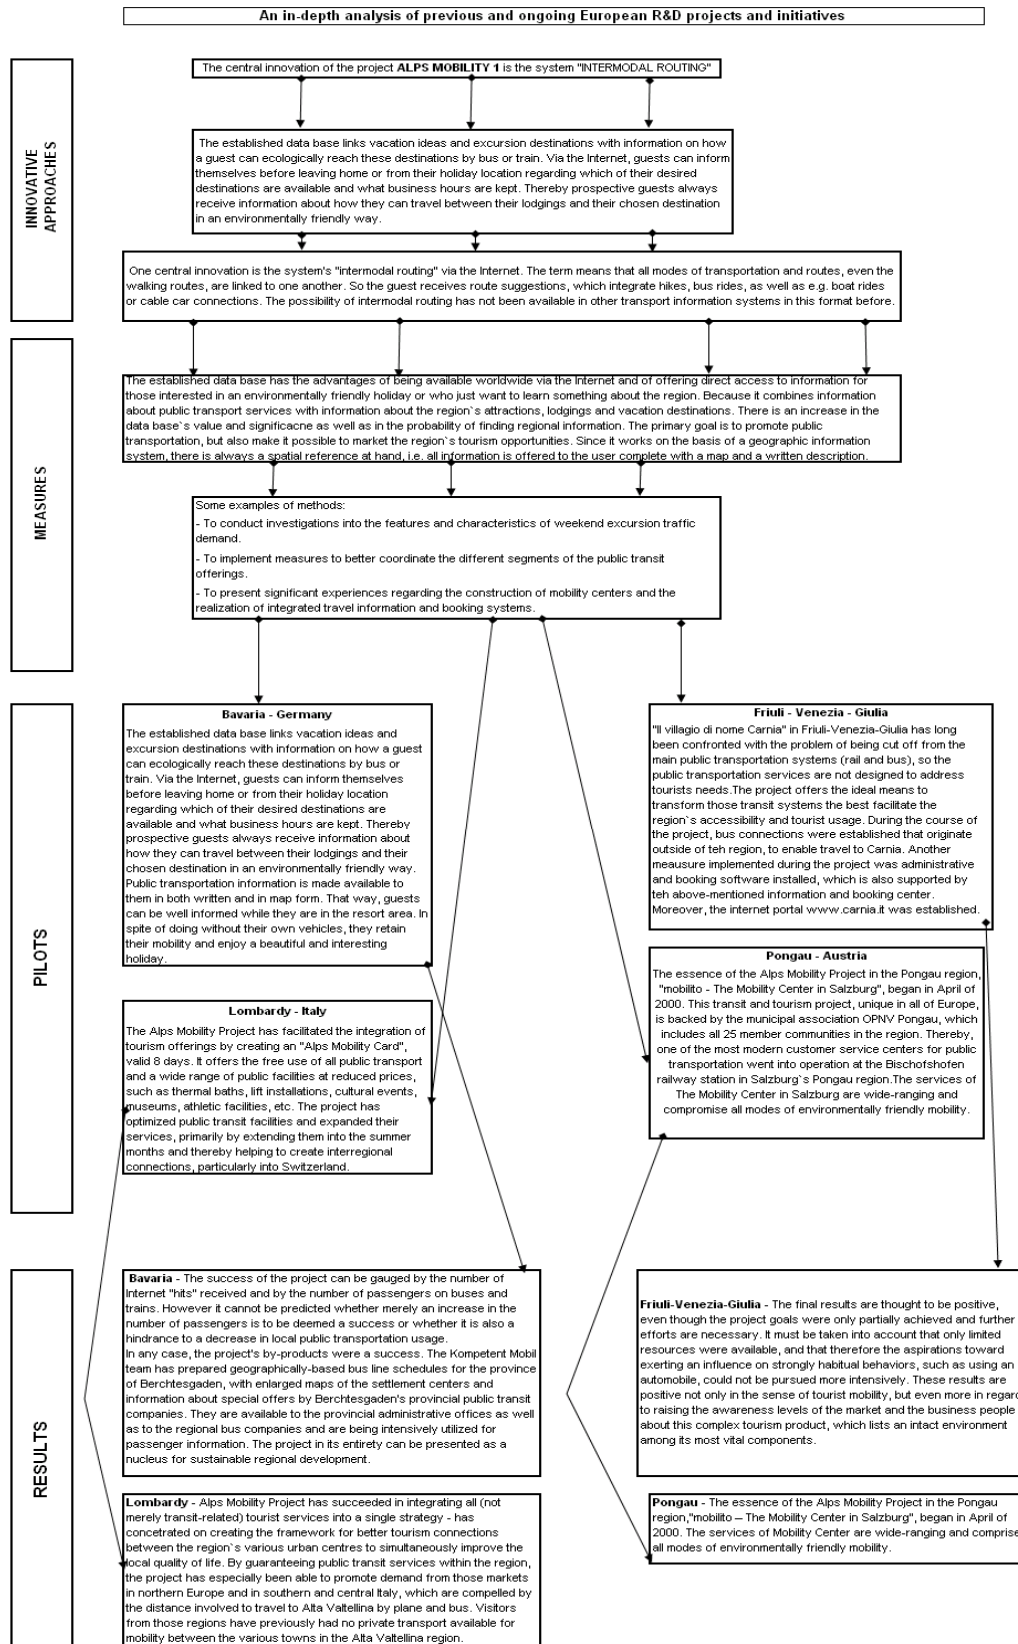 An in-depth analysis of previous and ongoing European R&D projects and initiatives
INNOVATIVE
APPROACHES
The central innovation of the project ALPS MOBILITY 1 is the system "INTERMODAL ROUTING"
The established data base links vacation ideas and excursion destinations with information on how
a guest can ecologically reach these destinations by bus or train. Via the Internet, guests can inform
themselves before leaving home or from their holiday location regarding which of their desired
destinations are available and what business hours are kept. Thereby prospective guests always
receive information about how they can travel between their lodgings and their chosen destination
in an environmentally friendly way.
One central innovation is the system's "intermodal routing" via the Internet. The term means that all modes of transportation and routes, even the
walking routes, are linked to one another. So the guest receives route suggestions, which integrate hikes, bus rides, as well as e.g. boat rides
or cable car connections. The possibility of intermodal routing has not been available in other transport information systems in this format before.
MEASURES
The established data base has the advantages of being available worldwide via the Internet and of offering direct access to information for
those interested in an environmentally friendly holiday or who just want to learn something about the region. Because it combines information
about public transport services with information about the region`s attractions, lodgings and vacation destinations. There is an increase in the
data base`s value and significacne as well as in the probability of finding regional information. The primary goal is to promote public
transportation, but also make it possible to market the region`s tourism opportunities. Since it works on the basis of a geographic information
system, there is always a spatial reference at hand, i.e. all information is offered to the user complete with a map and a written description.
Some examples of methods:
- To conduct investigations into the features and characteristics of weekend excursion traffic
demand.
- To implement measures to better coordinate the different segments of the public transit
offerings.
- To present significant experiences regarding the construction of mobility centers and the
realization of integrated travel information and booking systems.
PILOTS
Bavaria - Germany
The established data base links vacation ideas and
excursion destinations with information on how a guest
can ecologically reach these destinations by bus or
train. Via the Internet, guests can inform themselves
before leaving home or from their holiday location
regarding which of their desired destinations are
available and what business hours are kept. Thereby
prospective guests always receive information about
how they can travel between their lodgings and their
chosen destination in an environmentally friendly way.
Public transportation information is made available to
them in both written and in map form. That way, guests
can be well informed while they are in the resort area. In
spite of doing without their own vehicles, they retain
their mobility and enjoy a beautiful and interesting
holiday.
Friuli - Venezia - Giulia
"Il villagio di nome Carnia" in Friuli-Venezia-Giulia has long
been confronted with the problem of being cut off from the
main public transportation systems (rail and bus), so the
public transportation services are not designed to address
tourists needs.The project offers the ideal means to
transform those transit systems the best facilitate the
region`s accessibility and tourist usage. During the course of
the project, bus connections were established that originate
outside of teh region, to enable travel to Carnia. Another
meausure implemented during the project was administrative
and booking software installed, which is also supported by
teh above-mentioned information and booking center.
Moreover, the internet portal www.carnia.it was established.
Lombardy - Italy
The Alps Mobility Project has facilitated the integration of
tourism offerings by creating an "Alps Mobility Card",
valid 8 days. It offers the free use of all public transport
and a wide range of public facilities at reduced prices,
such as thermal baths, lift installations, cultural events,
museums, athletic facilities, etc. The project has
optimized public transit facilities and expanded their
services, primarily by extending them into the summer
months and thereby helping to create interregional
connections, particularly into Switzerland.
Pongau - Austria
The essence of the Alps Mobility Project in the Pongau region,
"mobilito - The Mobility Center in Salzburg", began in April of
2000. This transit and tourism project, unique in all of Europe,
is backed by the municipal association OPNV Pongau, which
includes all 25 member communities in the region. Thereby,
one of the most modern customer service centers for public
transportation went into operation at the Bischofshofen
railway station in Salzburg`s Pongau region.The services of
The Mobility Center in Salzburg are wide-ranging and
compromise all modes of environmentally friendly mobility.
RESULTS
Bavaria - The success of the project can be gauged by the number of
Internet "hits" received and by the number of passengers on buses and
trains. However it cannot be predicted whether merely an increase in the
number of passengers is to be deemed a success or whether it is also a
hindrance to a decrease in local public transportation usage.
In any case, the project's by-products were a success. The Kompetent Mobil
team has prepared geographically-based bus line schedules for the province
of Berchtesgaden, with enlarged maps of the settlement centers and
information about special offers by Berchtesgaden's provincial public transit
companies. They are available to the provincial administrative offices as well
as to the regional bus companies and are being intensively utilized for
passenger information. The project in its entirety can be presented as a
nucleus for sustainable regional development.
Friuli-Venezia-Giulia - The final results are thought to be positive,
even though the project goals were only partially achieved and further
efforts are necessary. It must be taken into account that only limited
resources were available, and that therefore the aspirations toward
exerting an influence on strongly habitual behaviors, such as using an
automobile, could not be pursued more intensively. These results are
positive not only in the sense of tourist mobility, but even more in regard
to raising the awareness levels of the market and the business people
about this complex tourism product, which lists an intact environment
among its most vital components.
Lombardy - Alps Mobility Project has succeeded in integrating all (not
merely transit-related) tourist services into a single strategy - has
concetrated on creating the framework for better tourism connections
between the region`s various urban centres to simultaneously improve the
local quality of life. By guaranteeing public transit services within the region,
the project has especially been able to promote demand from those markets
in northern Europe and in southern and central Italy, which are compelled by
the distance involved to travel to Alta Valtellina by plane and bus. Visitors
from those regions have previously had no private transport available for
mobility between the various towns in the Alta Valtellina region.
Pongau - The essence of the Alps Mobility Project in the Pongau
region,"mobilito – The Mobility Center in Salzburg", began in April of
2000. The services of Mobility Center are wide-ranging and comprise
all modes of environmentally friendly mobility.